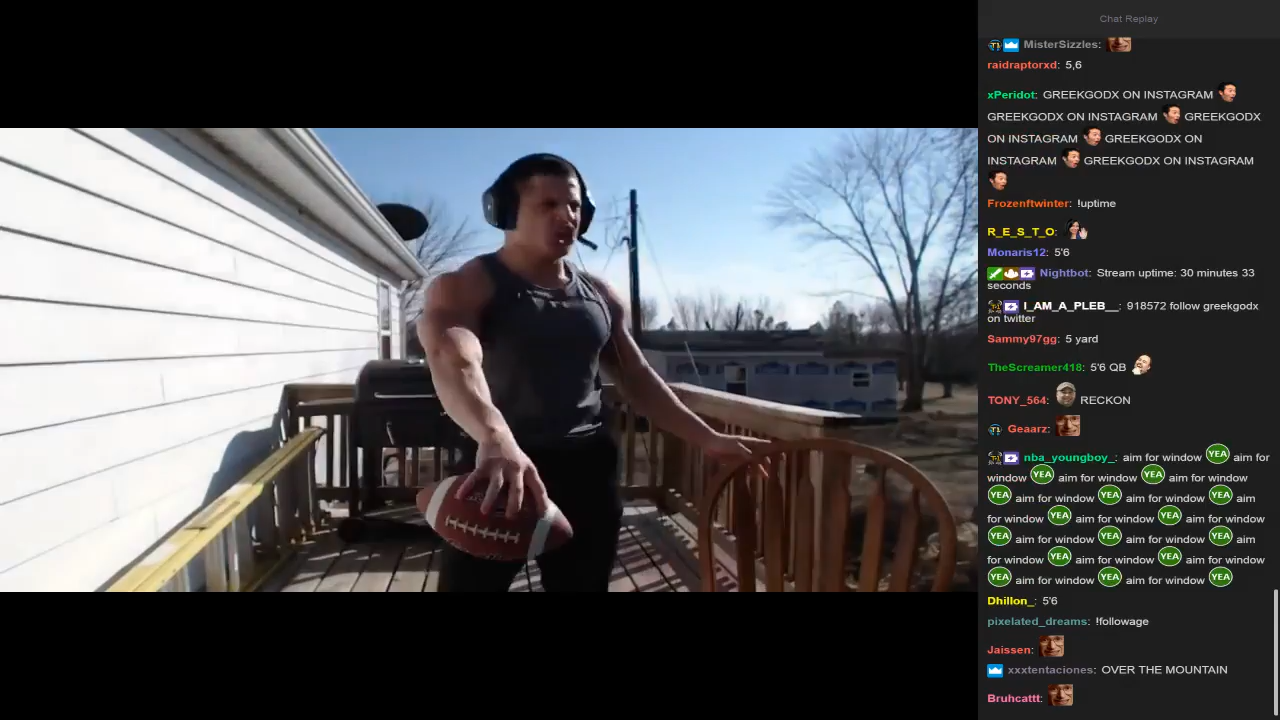 Chat Replay
MisterSizzles:
raidraptorxd: 5,6
xPeridot: GREEKGODX ON INSTAGRAM
GREEKGODX ON INSTAGRAM GREEKGODX
ON INSTAGRAM GREEKGODX ON
INSTAGRAM GREEKGODX ON INSTAGRAM
Frozenftwinter: !uptime
R_E_S_T_O:
Monaris12: 5'6
Nightbot: Stream uptime: 30 minutes 33
seconds
I_AM_A_PLEB__: 918572 follow greekgodx
on twitter
Sammy97gg: 5 yard
TheScreamer418: 5'6 QB
TONY_564: RECKON
Geaarz:
nba_youngboy_: aim for window YEA aim for
window YEA aim for window YEA aim for window
YEA aim for window YEA aim for window YEA aim
for window YEA aim for window YEA aim for window
YEA aim for window YEA aim for window YEA aim
for window YEA aim for window YEA aim for window
YEA aim for window YEA aim for window YEA
Dhillon_: 5'6
pixelated_dreams: !followage
Jaissen:
xxxtentaciones: OVER THE MOUNTAIN
Bruhcattt: